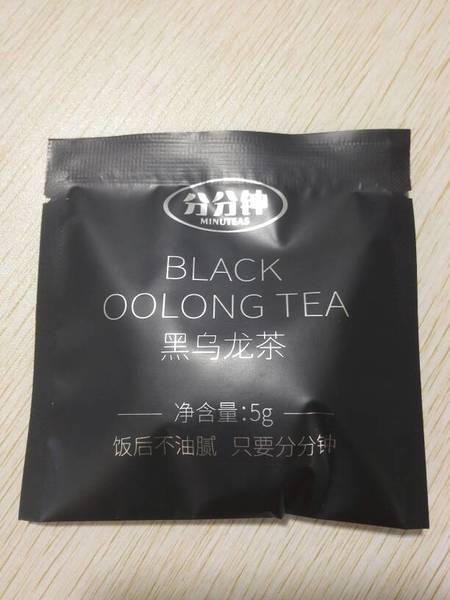 分分钟
MINUTEAS
BLACK
OOLONG TEA
黑乌龙茶
净含量:5g
饭后不油腻 只要分分钟